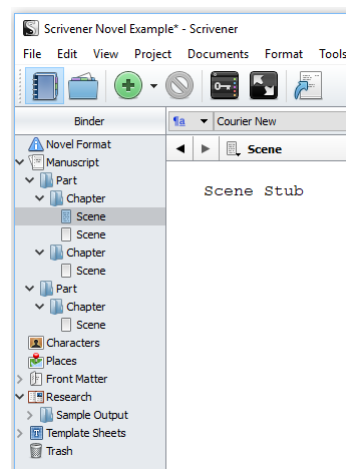 Scrivener Novel Example* - Scrivener
File Edit View Project Documents Format Tools
Binder
¶a Courier New
Novel Format
Scene
Manuscript
Part
Scene Stub
Chapter
Scene
Scene
Chapter
Scene
Part
Chapter
Scene
Characters
Places
Front Matter
Research
Sample Output
Template Sheets
Trash